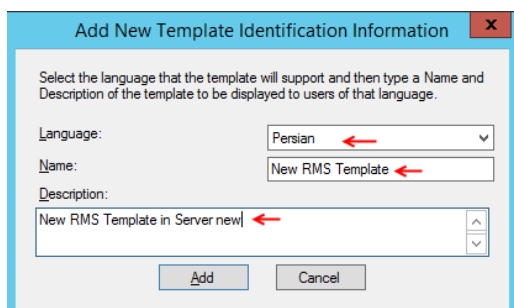 Add New Template Identification Information
x
Select the language that the template will support and then type a Name and
Description of the template to be displayed to users of that language.
Language:
Persian
Name:
New RMS Template
Description:
New RMS Template in Server new
Add
Cancel